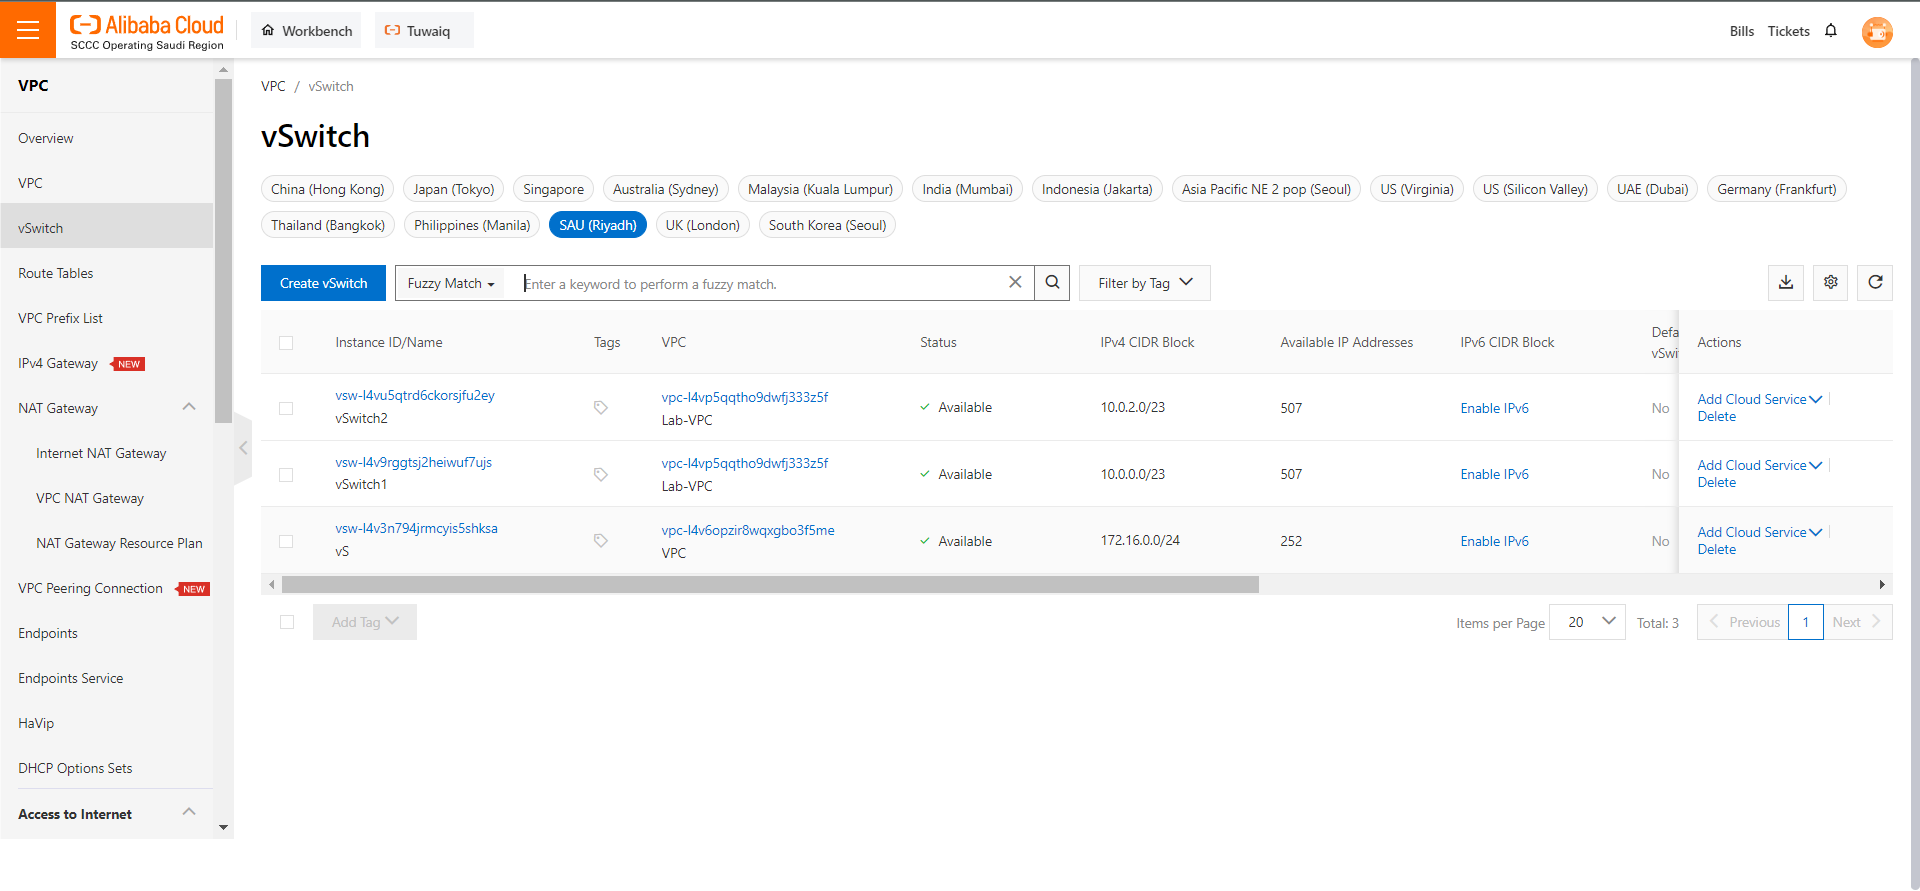 Alibaba Cloud
SCCC Operating Saudi Region
Workbench
Tuwaiq
Bills
Tickets
VPC
Overview
VPC
vSwitch
Route Tables
VPC Prefix List
IPv4 Gateway NEW
NAT Gateway
Internet NAT Gateway
VPC NAT Gateway
NAT Gateway Resource Plan
VPC Peering Connection NEW
Endpoints
Endpoints Service
HaVip
DHCP Options Sets
Access to Internet
VPC / vSwitch
vSwitch
China (Hong Kong) Japan (Tokyo) Singapore Australia (Sydney) Malaysia (Kuala Lumpur) India (Mumbai) Indonesia (Jakarta) Asia Pacific NE 2 pop (Seoul) US (Virginia) US (Silicon Valley) UAE (Dubai) Germany (Frankfurt)
Thailand (Bangkok) Philippines (Manila) SAU (Riyadh) UK (London) South Korea (Seoul)
Create vSwitch Fuzzy Match Enter a keyword to perform a fuzzy match. Filter by Tag
Instance ID/Name Tags VPC Status IPv4 CIDR Block Available IP Addresses IPv6 CIDR Block Defa vSwi Actions
vsw-l4vu5qtrd6ckorsjfu2ey vpc-l4vp5qqtho9dwfj333z5f Available 10.0.2.0/23 507 Enable IPv6 No Add Cloud Service
vSwitch2 Lab-VPC Delete
vsw-l4v9rggtsj2heiwuf7ujs vpc-l4vp5qqtho9dwfj333z5f Available 10.0.0.0/23 507 Enable IPv6 No Add Cloud Service
vSwitch1 Lab-VPC Delete
vsw-l4v3n794jrmcyis5shksa vpc-l4v6opzir8wqxgbo3f5me Available 172.16.0.0/24 252 Enable IPv6 No Add Cloud Service
vS VPC Delete
Add Tag Items per Page 20 Total: 3 Previous 1 Next